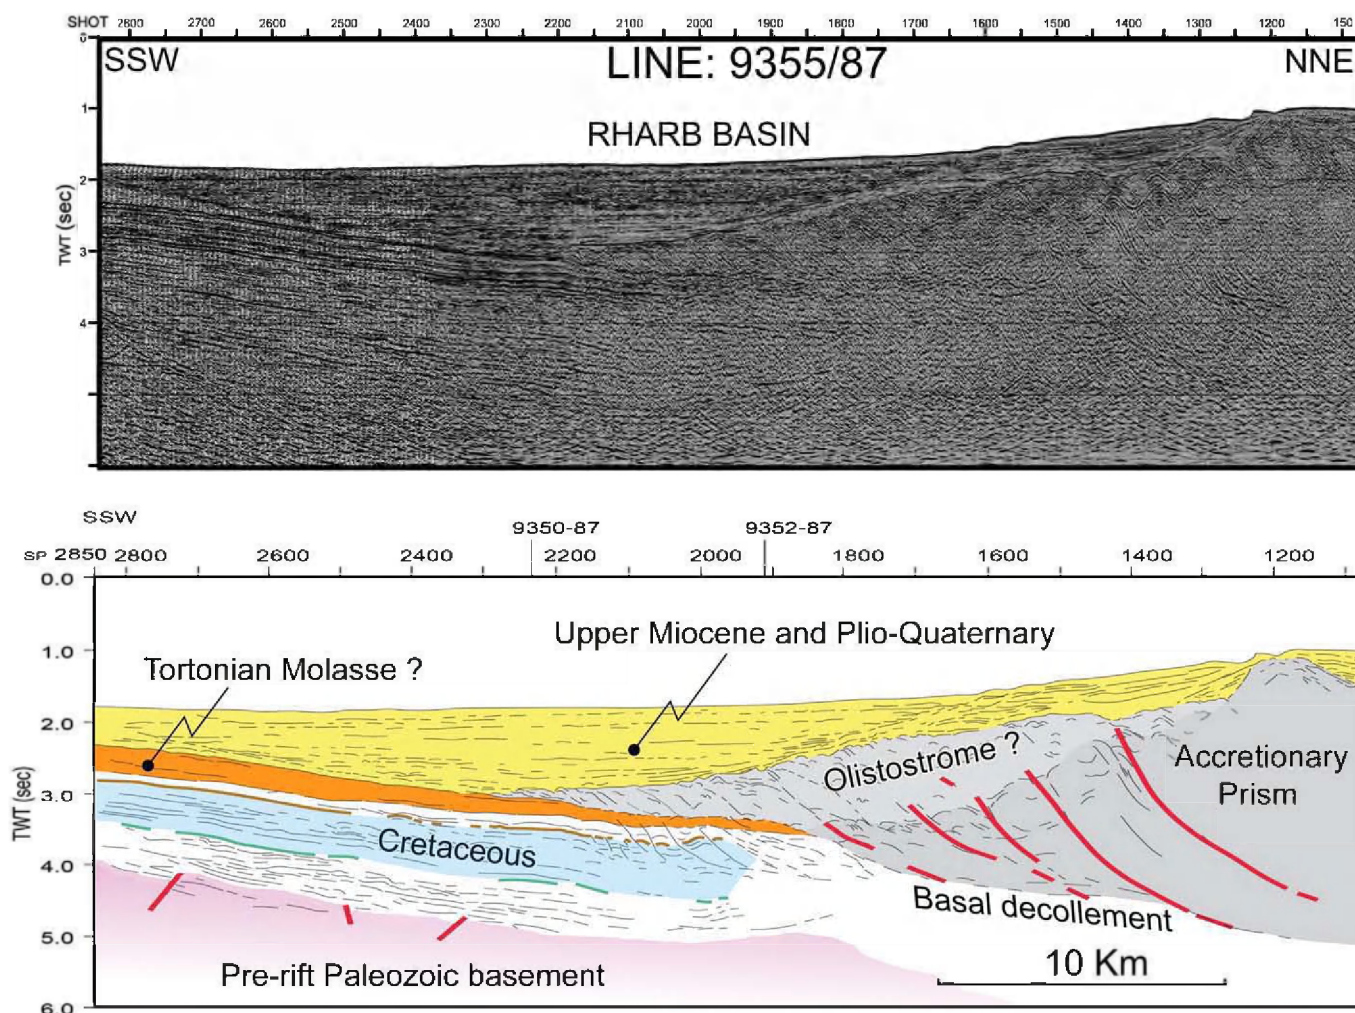 SHOT 2800 2700 2600 2500 2400 2300 2200 2100 2000 1900 1800 1700 1600 1500 1400 1300 1200 1500
0
SSW LINE: 9355/87 NNE
1
RHARB BASIN
2
TWT (sec)
3
4
SSW
9350-87 9352-87
SP 2850 2800 2600 2400 2200 2000 1800 1600 1400 1200
0.0
Upper Miocene and Plio-Quaternary
1.0
Tortonian Molasse ?
2.0
Olistostrome ?
Accretionary
Prism
TWT (sec)
3.0
Cretaceous
4.0
Basal decollement
5.0
10 Km
Pre-rift Paleozoic basement
6.0